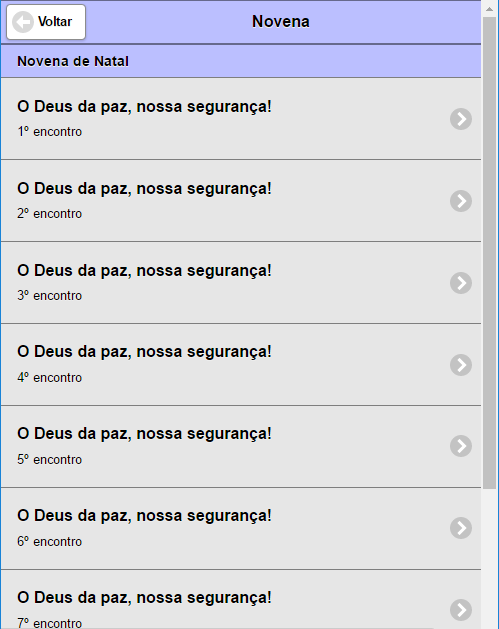 Voltar
Novena
Novena de Natal
O Deus da paz, nossa segurança!
1º encontro
O Deus da paz, nossa segurança!
2º encontro
O Deus da paz, nossa segurança!
3º encontro
O Deus da paz, nossa segurança!
4º encontro
O Deus da paz, nossa segurança!
5º encontro
O Deus da paz, nossa segurança!
6º encontro
O Deus da paz, nossa segurança!
7º encontro